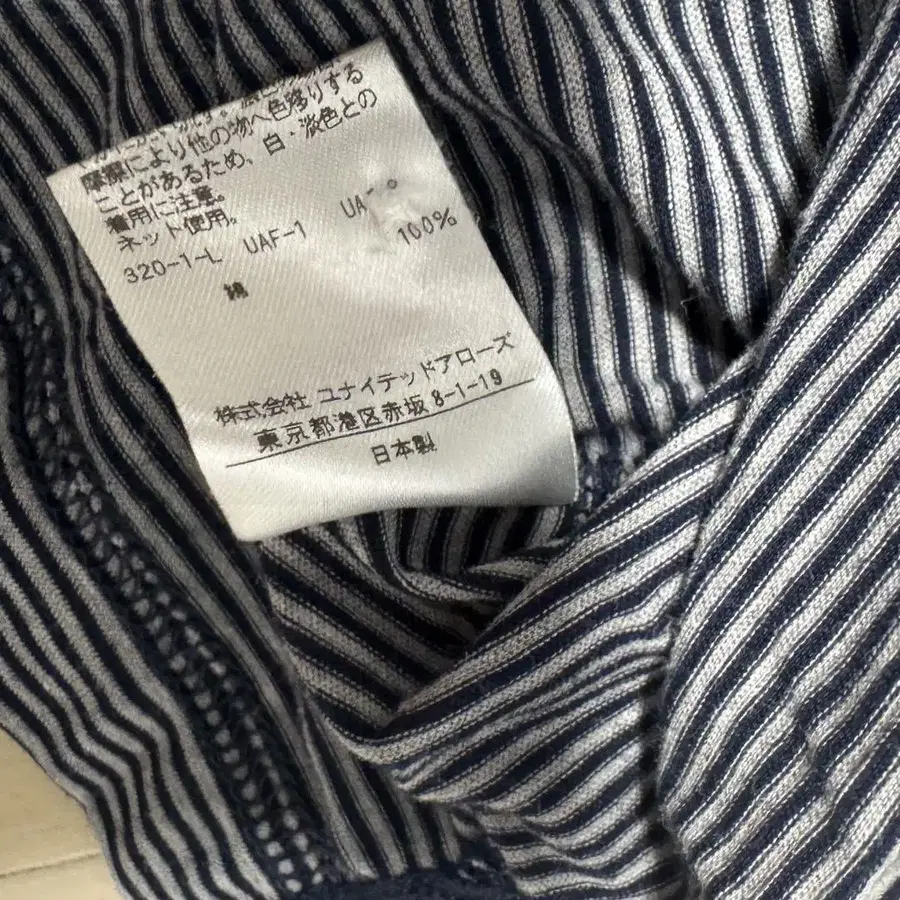 摩擦により他の物へ色移りする
ことがあるため、白・淡色との
着用に注意。
ネット使用。
320-1-L UAF-1 UA
綿 100%
株式会社 ユナイテッドアローズ
東京都港区赤坂 8-1-19
日本製